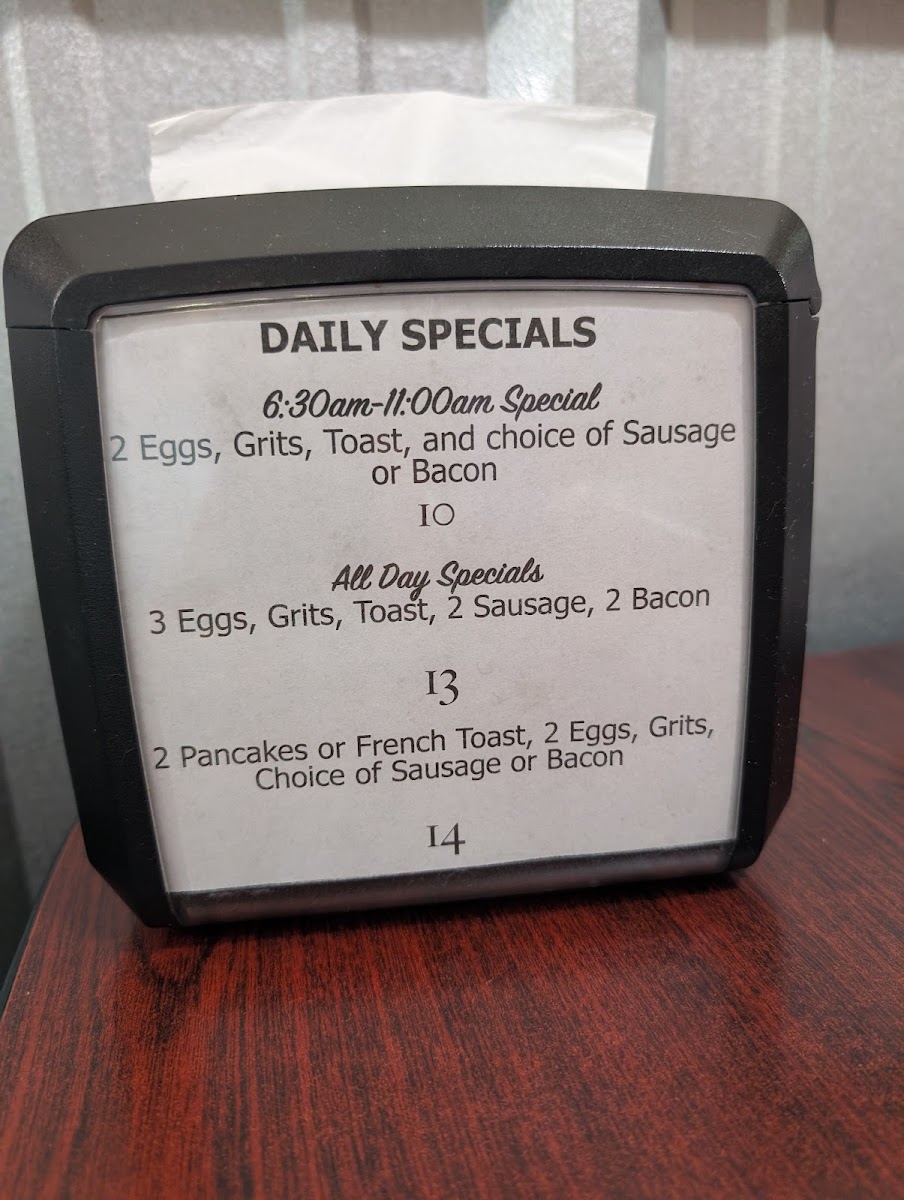 DAILY SPECIALS
6:30am-11:00am Special
2 Eggs, Grits, Toast, and choice of Sausage
or Bacon
10
All Day Specials
3 Eggs, Grits, Toast, 2 Sausage, 2 Bacon
13
2 Pancakes or French Toast, 2 Eggs, Grits,
Choice of Sausage or Bacon
14